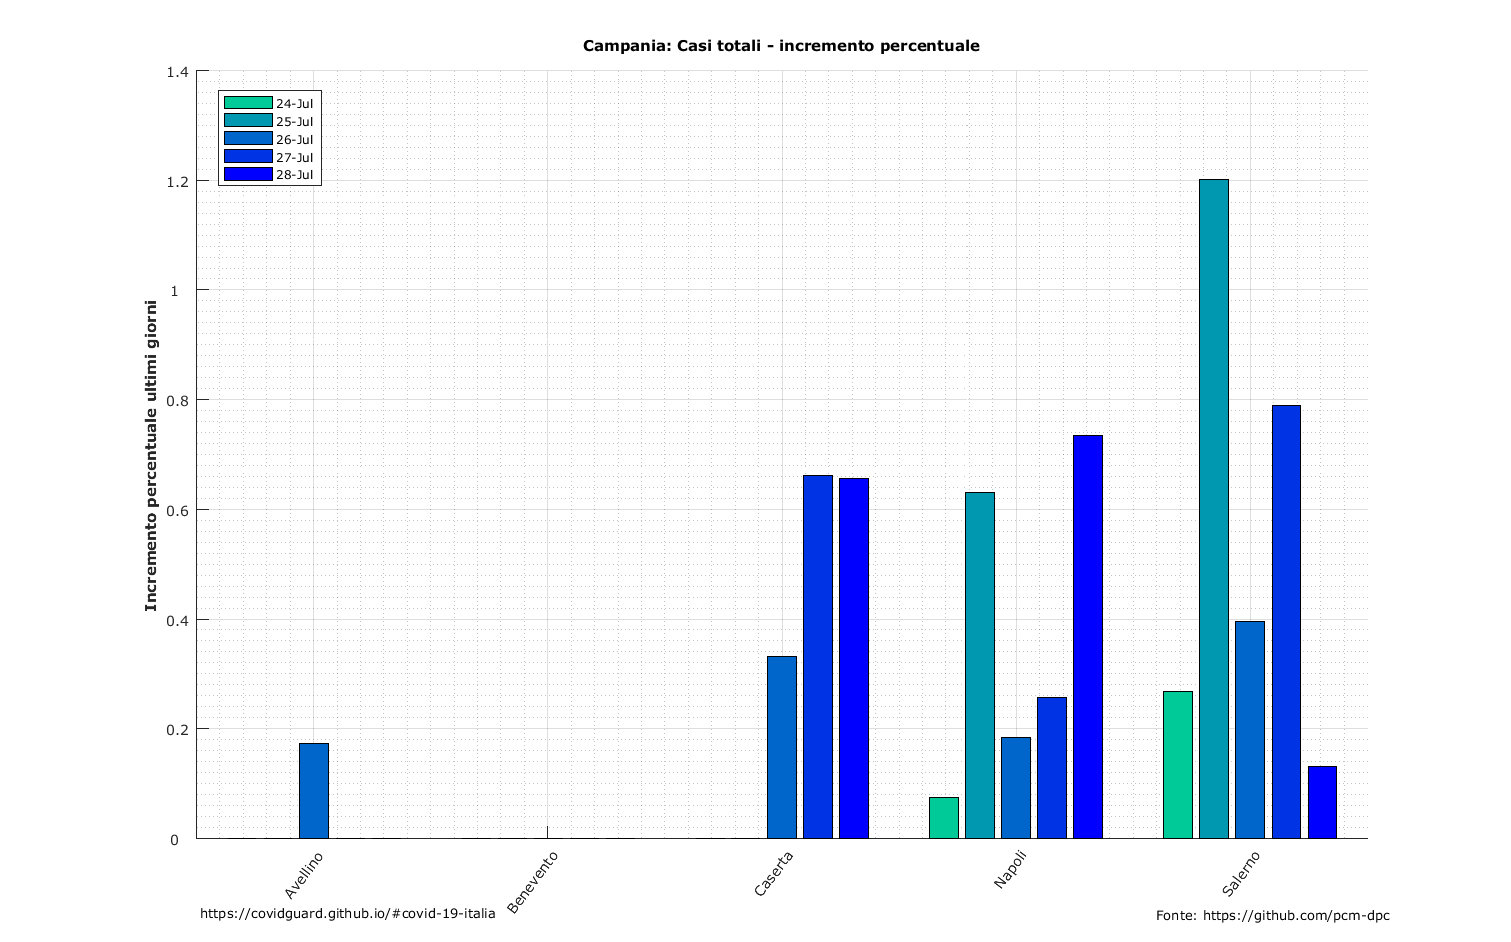 Campania: Casi totali - incremento percentuale
1.4
1.2
1
0.8
0.6
0.4
0.2
0
Incremento percentuale ultimi giorni
24-Jul
25-Jul
26-Jul
27-Jul
28-Jul
Avellino
Benevento
Caserta
Napoli
Salerno
https://covidguard.github.io/#covid-19-italia
Fonte: https://github.com/pcm-dpc